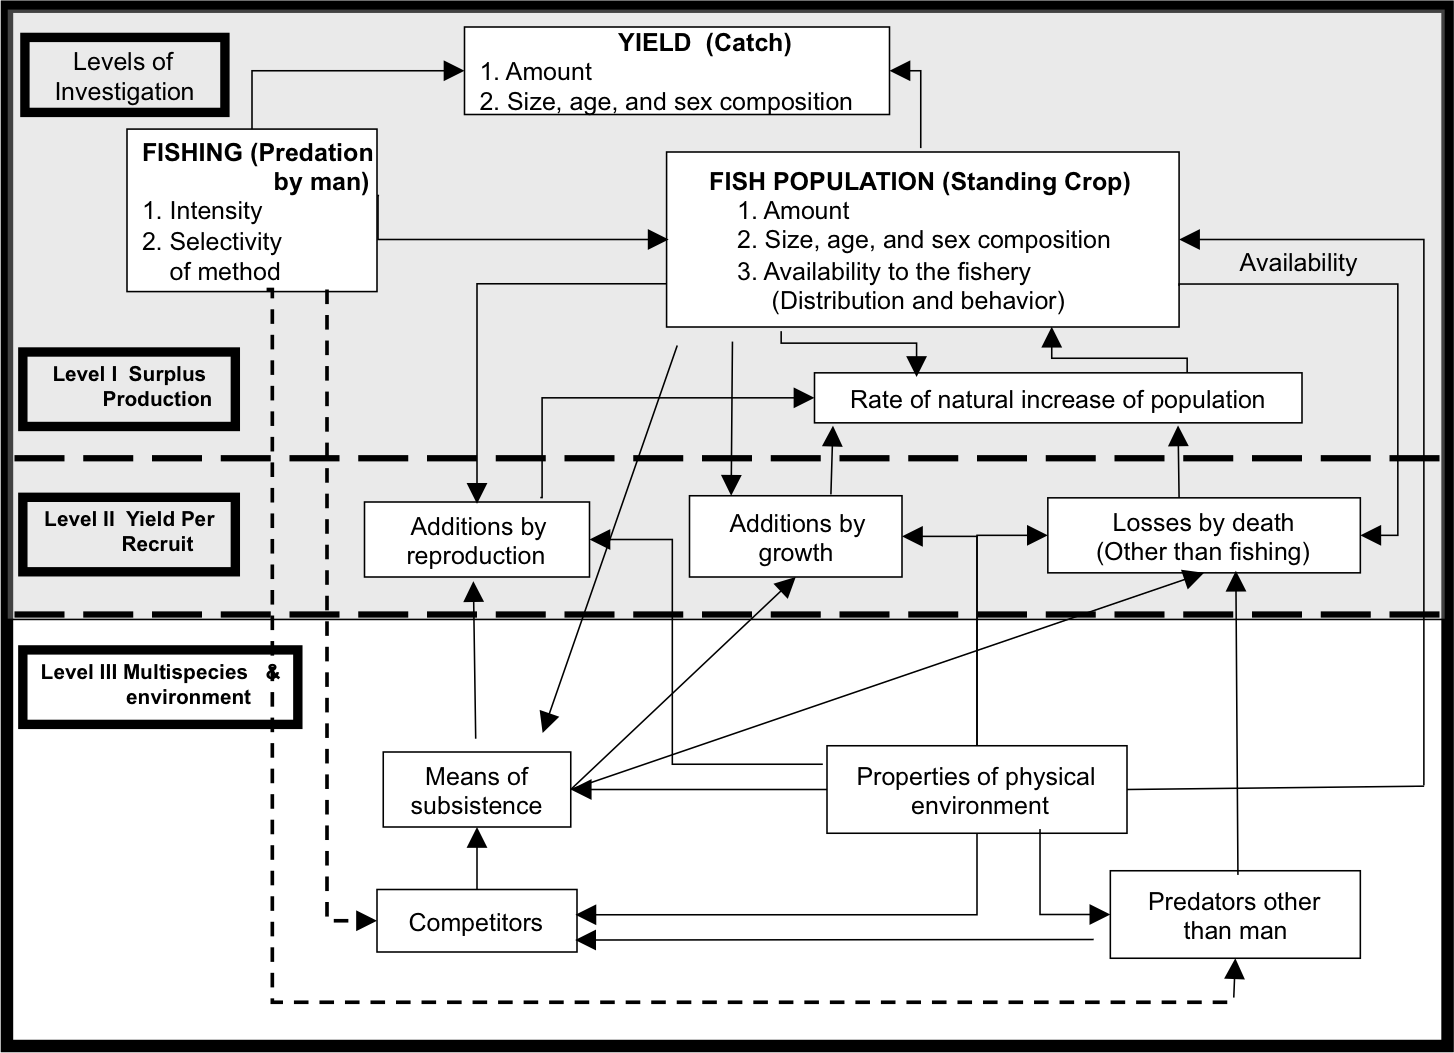 Levels of
Investigation
YIELD  (Catch)
1. Amount
2. Size, age, and sex composition
FISHING (Predation
by man)
1. Intensity
2. Selectivity
of method
FISH POPULATION (Standing Crop)
1. Amount
2. Size, age, and sex composition
3. Availability to the fishery
(Distribution and behavior)
Availability
Level I  Surplus
Production
Rate of natural increase of population
Level II  Yield Per
Recruit
Additions by
reproduction
Additions by
growth
Losses by death
(Other than fishing)
Level III Multispecies  &
environment
Means of
subsistence
Properties of physical
environment
Competitors
Predators other
than man